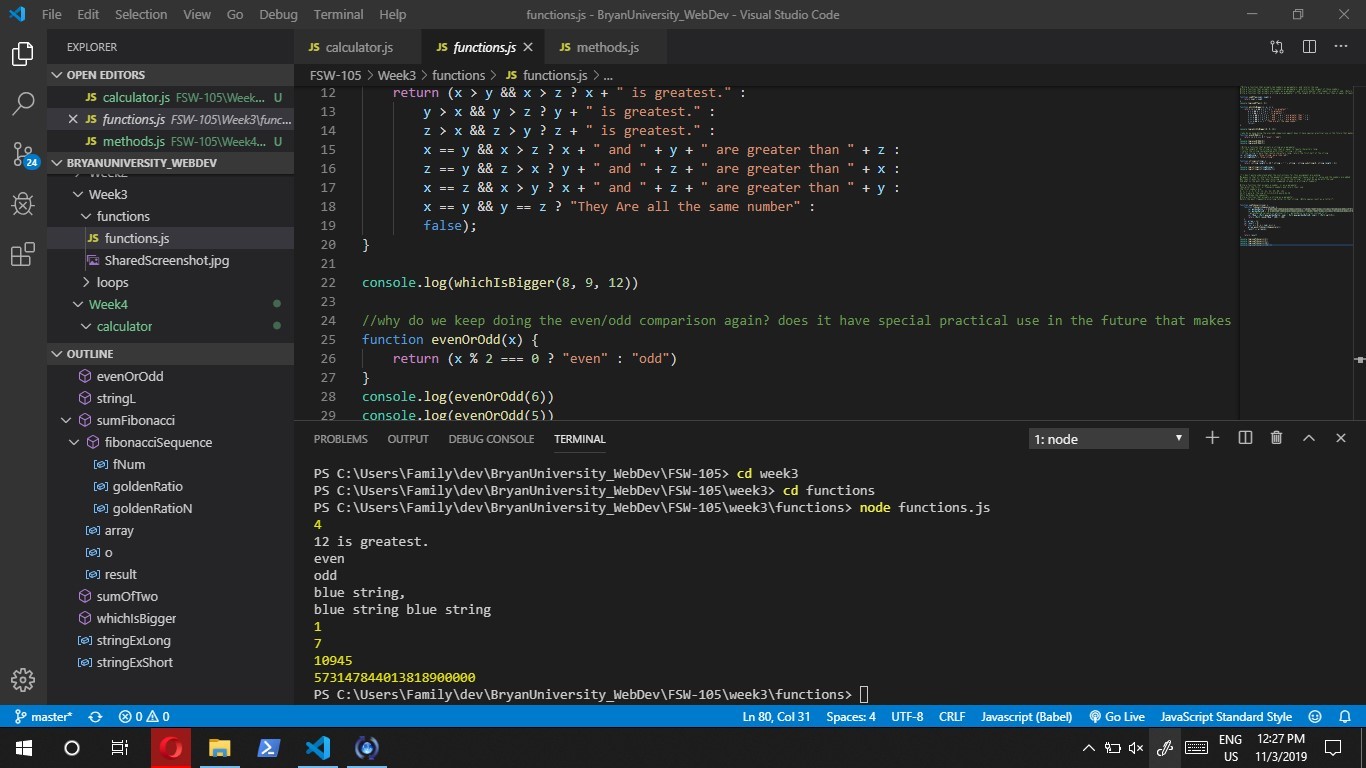 File Edit Selection View Go Debug Terminal Help functions.js - BryanUniversity_WebDev - Visual Studio Code
EXPLORER
OPEN EDITORS
JS calculator.js FSW-105\Week... U
JS functions.js FSW-105\Week3\func...
JS methods.js FSW-105\Week4... U
BRYANUNIVERSITY_WEBDEV
24
Week2
Week3
functions
JS functions.js
SharedScreenshot.jpg
loops
Week4
calculator
OUTLINE
evenOrOdd
stringL
sumFibonacci
fibonacciSequence
fNum
goldenRatio
goldenRatioN
array
o
result
sumOfTwo
whichIsBigger
stringExLong
stringExShort
JS calculator.js JS functions.js JS methods.js
FSW-105 > Week3 > functions > JS functions.js > ...
12 return (x > y && x > z ? x + " is greatest." :
13 y > x && y > z ? y + " is greatest." :
14 z > x && z > y ? z + " is greatest." :
15 x == y && x > z ? x + " and " + y + " are greater than " + z :
16 z == y && z > x ? z + " and " + y + " are greater than " + x :
17 x == z && x > y ? x + " and " + z + " are greater than " + y :
18 x == y && y == z ? "They Are all the same number" :
19 false);
20 }
21
22 console.log(whichIsBigger(8, 9, 12))
23
24 //why do we keep doing the even/odd comparison again? does it have special practical use in the future that makes
25 function evenOrOdd(x) {
26 return (x % 2 === 0 ? "even" : "odd")
27 }
28 console.log(evenOrOdd(6))
29 console.log(evenOrOdd(5))
PROBLEMS OUTPUT DEBUG CONSOLE TERMINAL 1: node
PS C:\Users\Family\dev\BryanUniversity_WebDev\FSW-105> cd week3
PS C:\Users\Family\dev\BryanUniversity_WebDev\FSW-105\week3> cd functions
PS C:\Users\Family\dev\BryanUniversity_WebDev\FSW-105\week3\functions> node functions.js
4
12 is greatest.
even
odd
blue string,
blue string blue string
1
7
10945
573147844013818900000
PS C:\Users\Family\dev\BryanUniversity_WebDev\FSW-105\week3\functions>
master* 0 0 Ln 80, Col 31 Spaces: 4 UTF-8 CRLF Javascript (Babel) Go Live JavaScript Standard Style
ENG
US
12:27 PM
11/3/2019